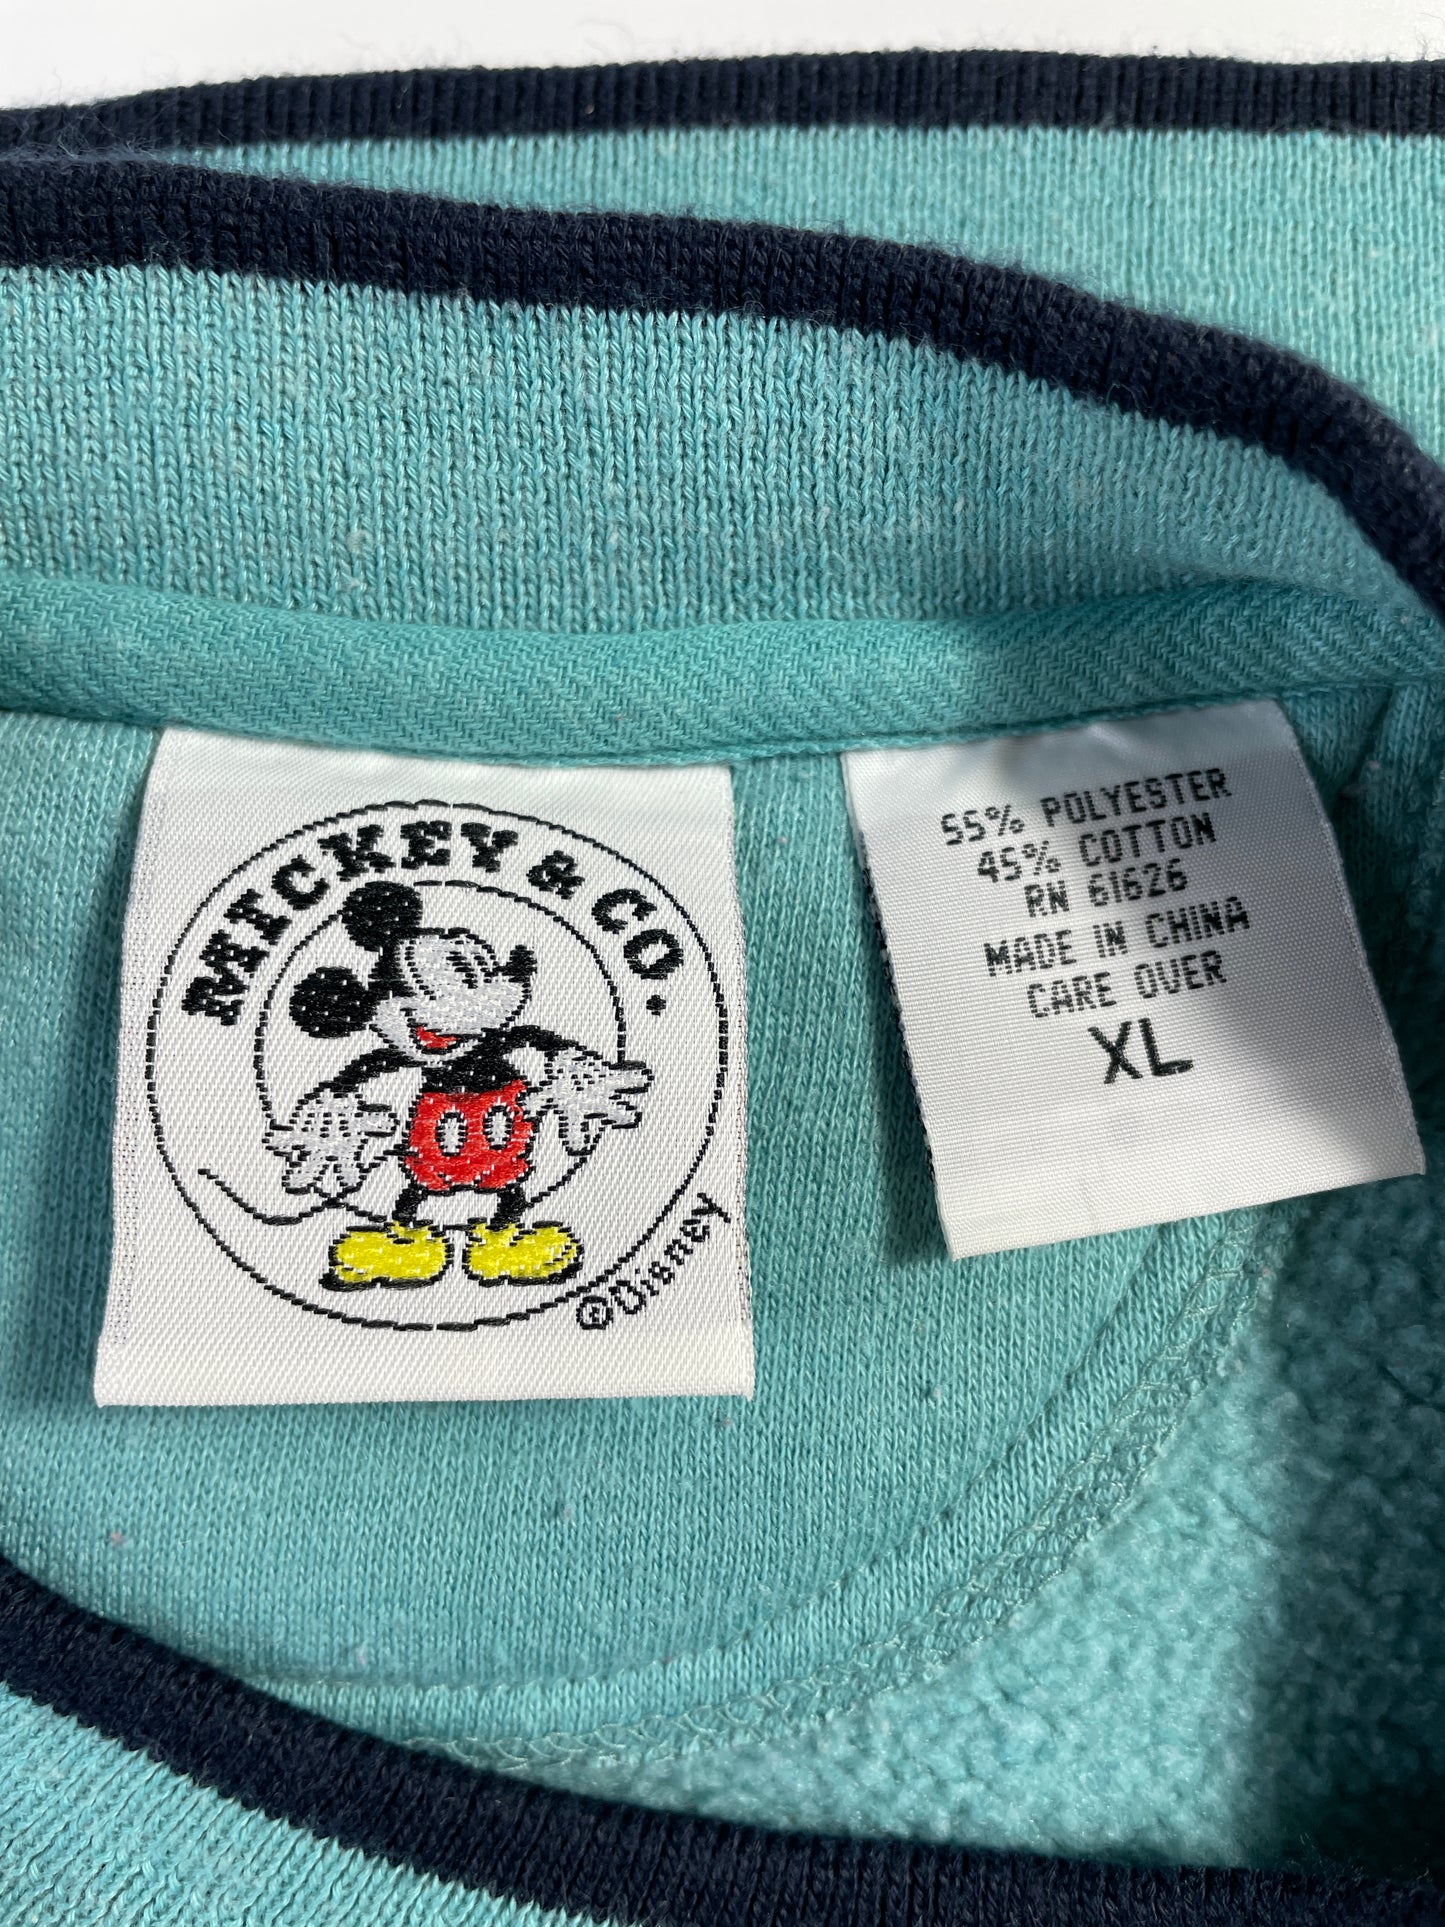 MICKEY & CO.
©Disney
55% POLYESTER
45% COTTON
RN 61626
MADE IN CHINA
CARE OVER
XL